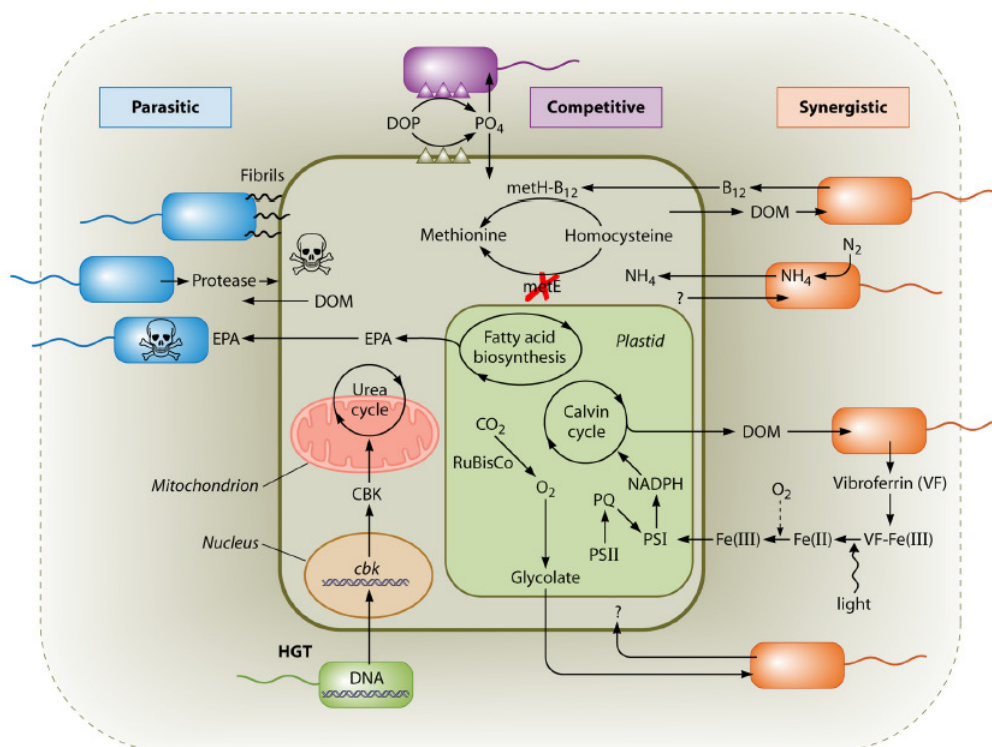 Parasitic
Competitive
Synergistic
DOP
PO4
Fibrils
metH-B12
B12
DOM
Methionine
Homocysteine
N2
NH4
NH4
Protease
metE
?
DOM
EPA
EPA
Fatty acid
biosynthesis
Plastid
Urea
cycle
Calvin
cycle
CO2
DOM
RuBisCo
Mitochondrion
CBK
O2
NADPH
Vibroferrin (VF)
PQ
O2
Nucleus
cbk
PSII
PSI
Fe(III)
Fe(II)
VF-Fe(III)
Glycolate
light
?
HGT
DNA